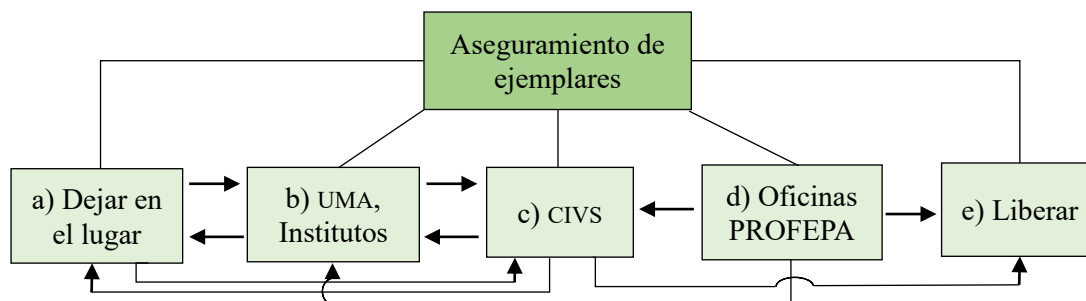 Aseguramiento de
ejemplares
a) Dejar en
el lugar
b) UMA,
Institutos
c) CIVS
d) Oficinas
PROFEPA
e) Liberar